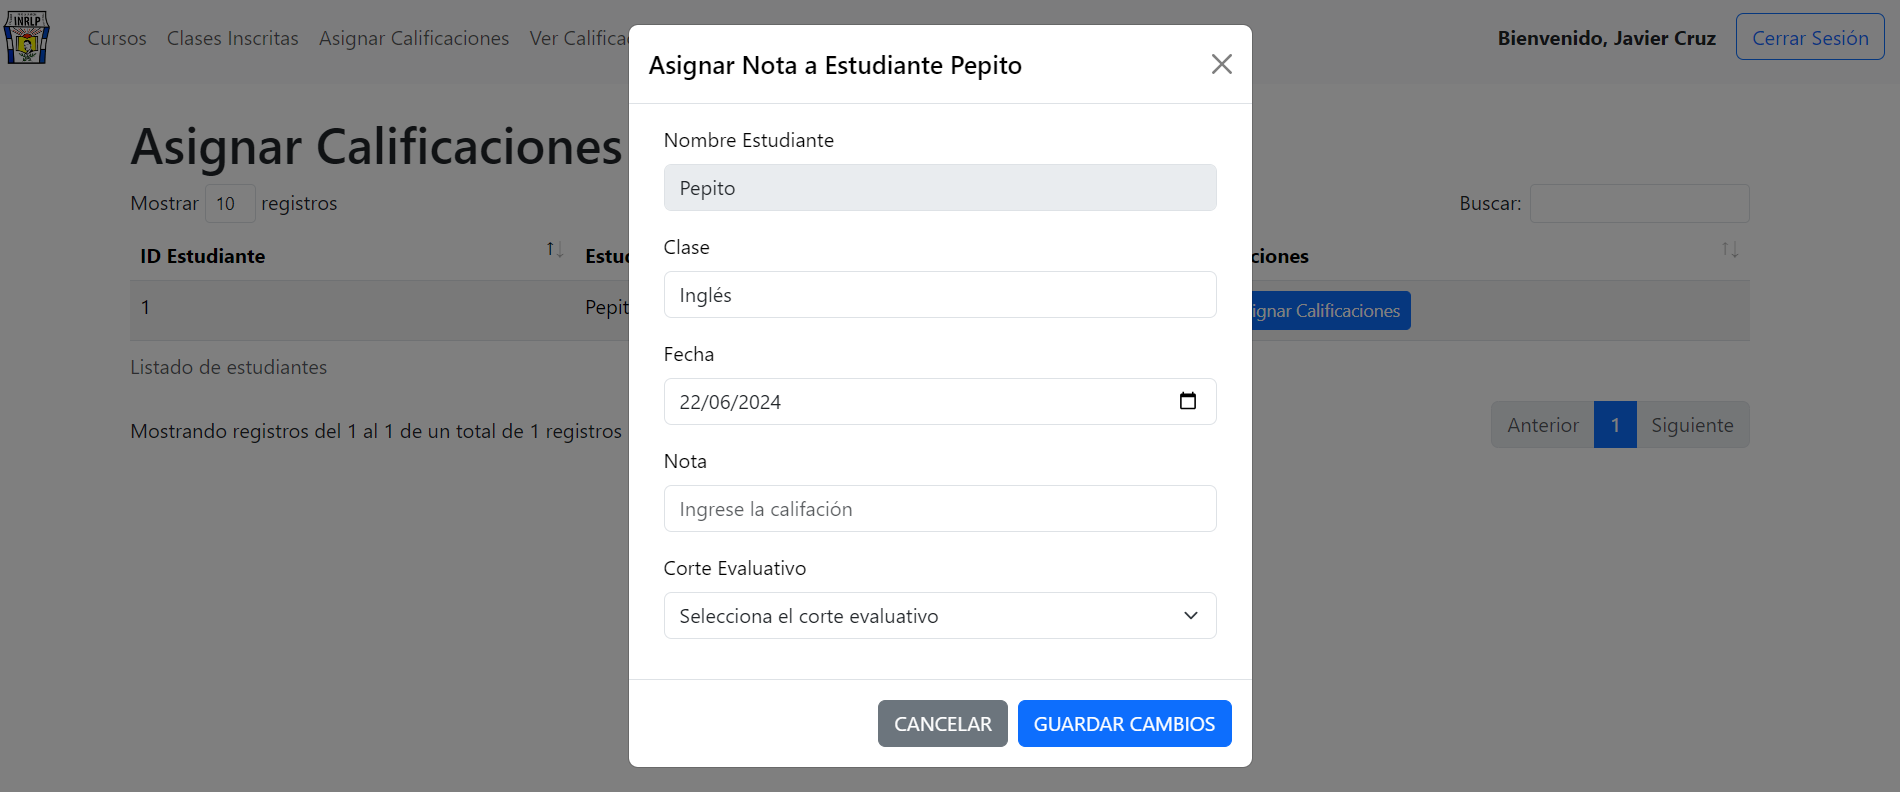 INRLP
Cursos Clases Inscritas Asignar Calificaciones Ver Califica
Bienvenido, Javier Cruz
Cerrar Sesión
Asignar Calificaciones
Mostrar 10 registros
Buscar:
ID Estudiante Estud ciones
1 Pepit ignar Calificaciones
Listado de estudiantes
Mostrando registros del 1 al 1 de un total de 1 registros
Anterior 1 Siguiente
Asignar Nota a Estudiante Pepito
Nombre Estudiante
Pepito
Clase
Inglés
Fecha
22/06/2024
Nota
Ingrese la califación
Corte Evaluativo
Selecciona el corte evaluativo
CANCELAR GUARDAR CAMBIOS